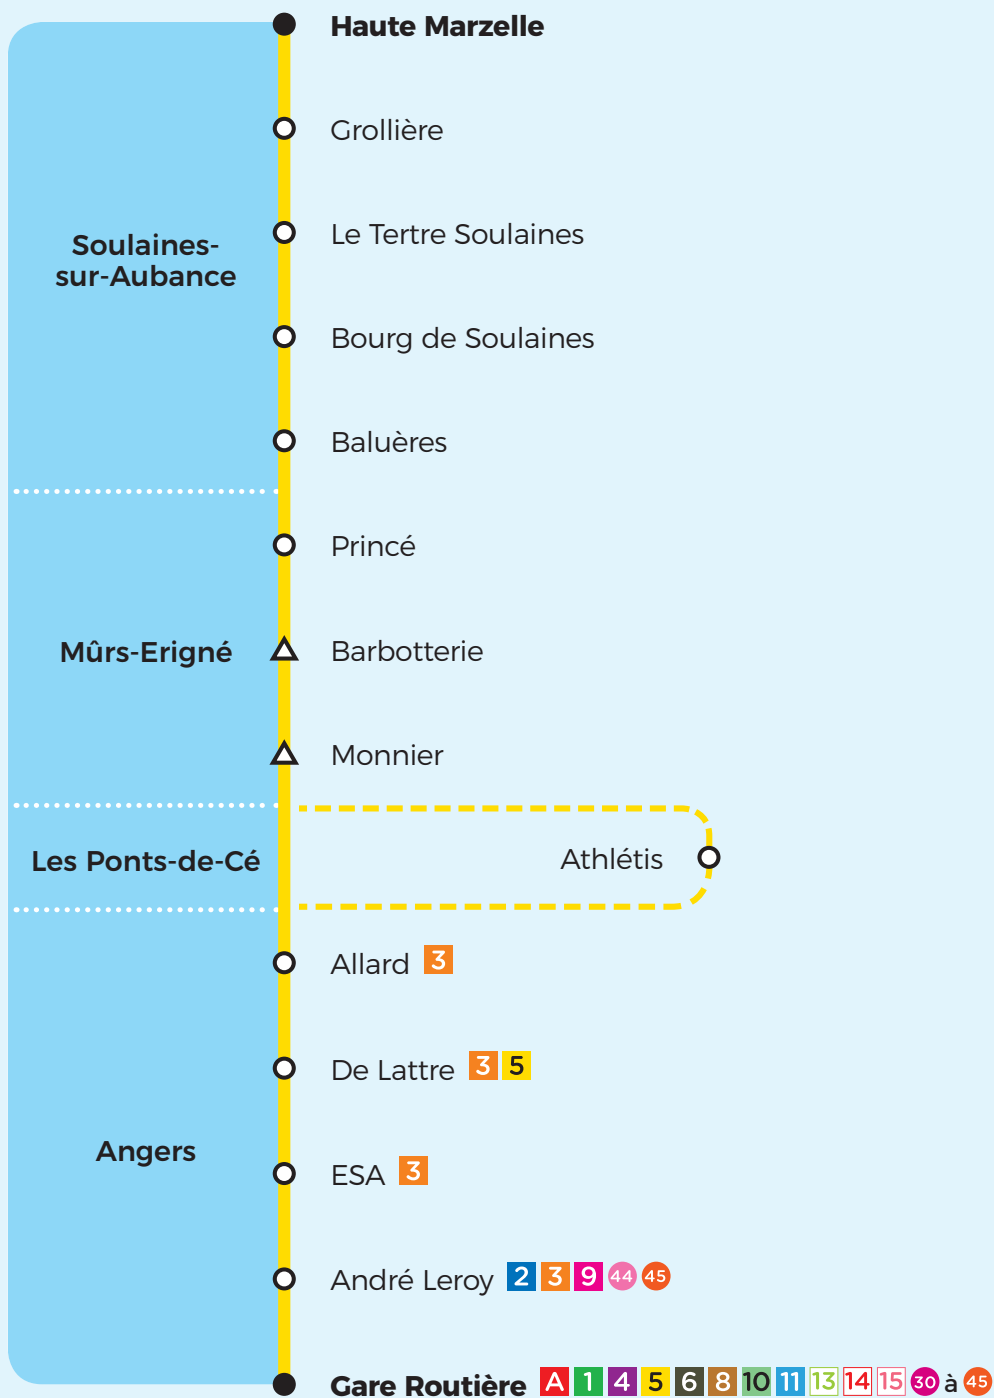 Haute Marzelle
Grollière
Le Tertre Soulaines
Soulaines-
sur-Aubance
Bourg de Soulaines
Baluères
Princé
Mûrs-Erigné
Barbotterie
Monnier
Les Ponts-de-Cé
Athlétis
Allard 3
De Lattre 3 5
Angers
ESA 3
André Leroy 2 3 9 44 45
Gare Routière A 1 4 5 6 8 10 11 13 14 15 30 à 45